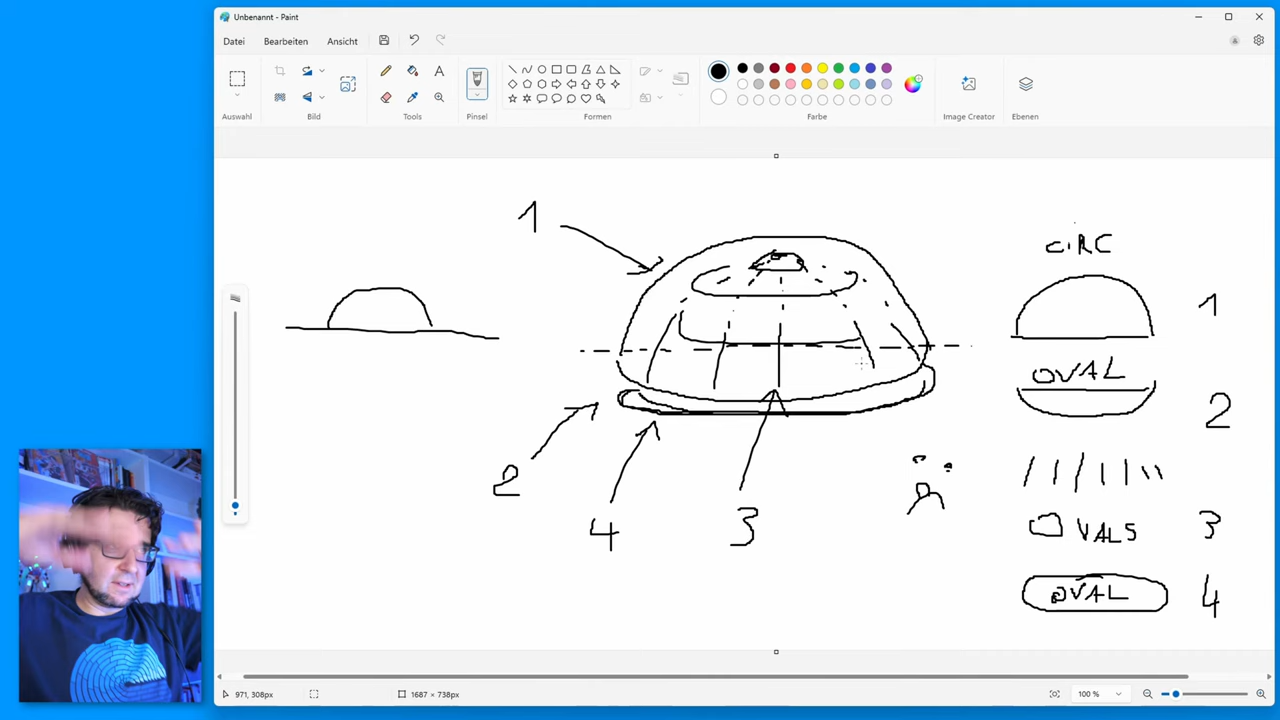 Unbenannt - Paint
Datei Bearbeiten Ansicht
A
Auswahl Bild Tools Pinsel Formen Farbe Image Creator Ebenen
1
CIRC
1
OVAL
2
2
4
3
OVALS 3
OVAL 4
971, 308px 1687 × 738px 100 %